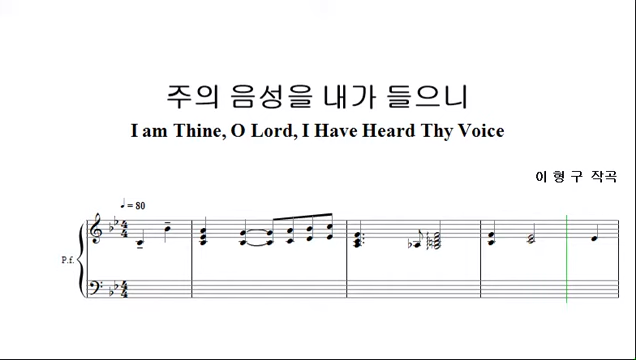 주의 음성을 내가 들으니
I am Thine, O Lord, I Have Heard Thy Voice
이 형 구 작곡
♩ = 80
P.f.